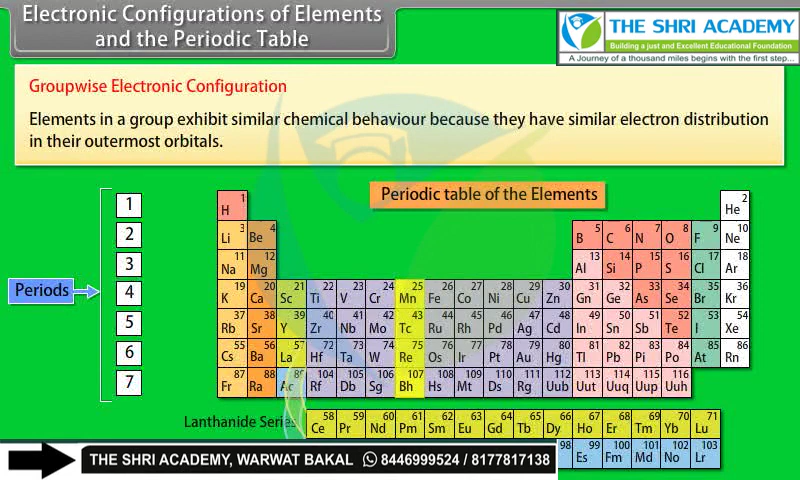 Electronic Configurations of Elements
and the Periodic Table
THE SHRI ACADEMY
Building a just and Excellent Educational Foundation
A Journey of a thousand miles begins with the first step...
Groupwise Electronic Configuration
Elements in a group exhibit similar chemical behaviour because they have similar electron distribution
in their outermost orbitals.
Periodic table of the Elements
Periods
1
2
3
4
5
6
7
H 1 He 2
Li 3 Be 4 B 5 C 6 N 7 O 8 F 9 Ne 10
Na 11 Mg 12 Al 13 Si 14 P 15 S 16 Cl 17 Ar 18
K 19 Ca 20 Sc 21 Ti 22 V 23 Cr 24 Mn 25 Fe 26 Co 27 Ni 28 Cu 29 Zn 30 Gn 31 Ge 32 As 33 Se 34 Br 35 Kr 36
Rb 37 Sr 38 Y 39 Zr 40 Nb 41 Mo 42 Tc 43 Ru 44 Rh 45 Pd 46 Ag 47 Cd 48 In 49 Sn 50 Sb 51 Te 52 I 53 Xe 54
Cs 55 Ba 56 La 57 Hf 72 Ta 73 W 74 Re 75 Os 76 Ir 77 Pt 78 Au 79 Hg 80 Tl 81 Pb 82 Pi 83 Po 84 At 85 Rn 86
Fr 87 Ra 88 Ac Rf 104 Db 105 Sg 106 Bh 107 Hs 108 Mt 109 Ds 110 Rg 111 Uub 112 Uut 113 Uuq 114 Uup 115 Uuh 116
Lanthanide Series Ce 58 Pr 59 Nd 60 Pm 61 Sm 62 Eu 63 Gd 64 Tb 65 Dy 66 Ho 67 Er 68 Tm 69 Yb 70 Lu 71
98 Es 99 Fm 100 Md 101 No 102 Lr 103
THE SHRI ACADEMY, WARWAT BAKAL 8446999524 / 8177817138